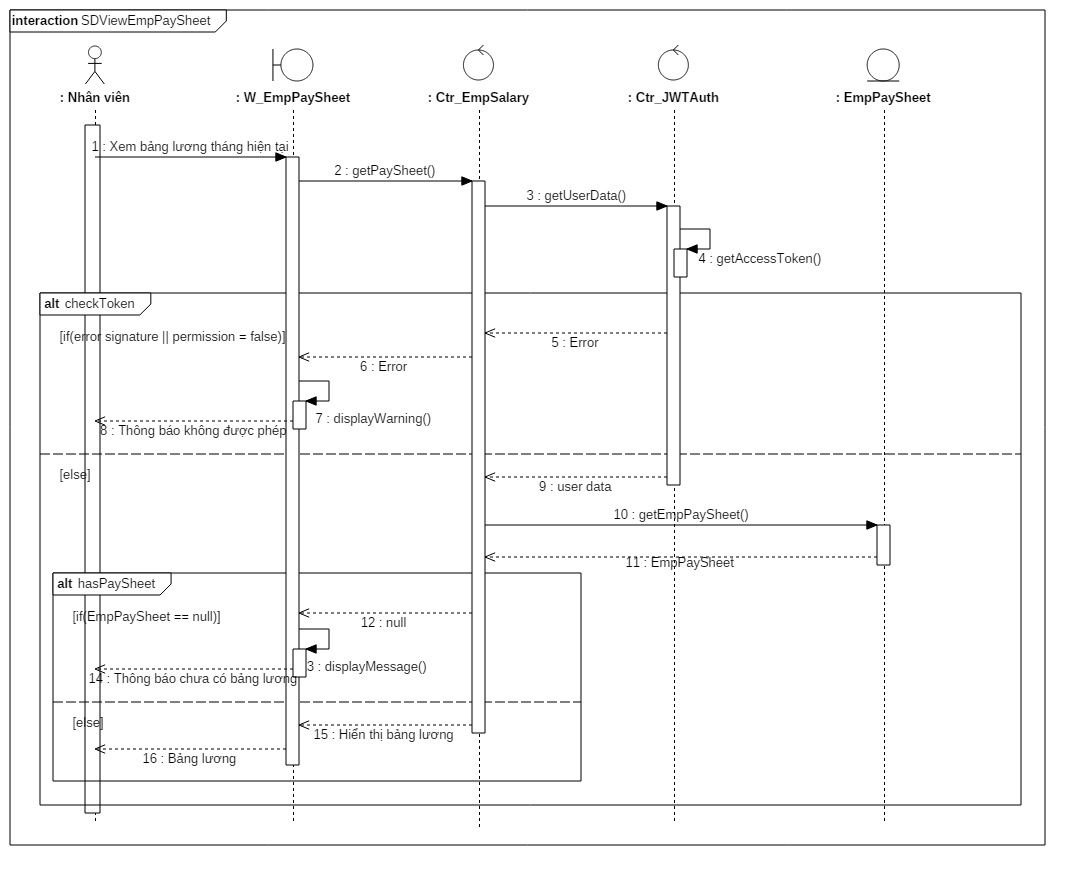 interaction SDViewEmpPaySheet
: Nhân viên
: W_EmpPaySheet
: Ctr_EmpSalary
: Ctr_JWTAuth
: EmpPaySheet
1 : Xem bảng lương tháng hiện tại
2 : getPaySheet()
3 : getUserData()
4 : getAccessToken()
alt checkToken
[if(error signature || permission = false)]
5 : Error
6 : Error
7 : displayWarning()
8 : Thông báo không được phép
[else]
9 : user data
10 : getEmpPaySheet()
11 : EmpPaySheet
alt hasPaySheet
[if(EmpPaySheet == null)]
12 : null
3 : displayMessage()
14 : Thông báo chưa có bảng lương
[else]
15 : Hiển thị bảng lương
16 : Bảng lương